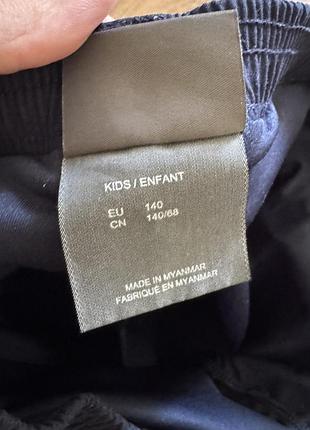 KIDS / ENFANT
EU 140
CN 140/68
MADE IN MYANMAR
FABRIQUÉ EN MYANMAR